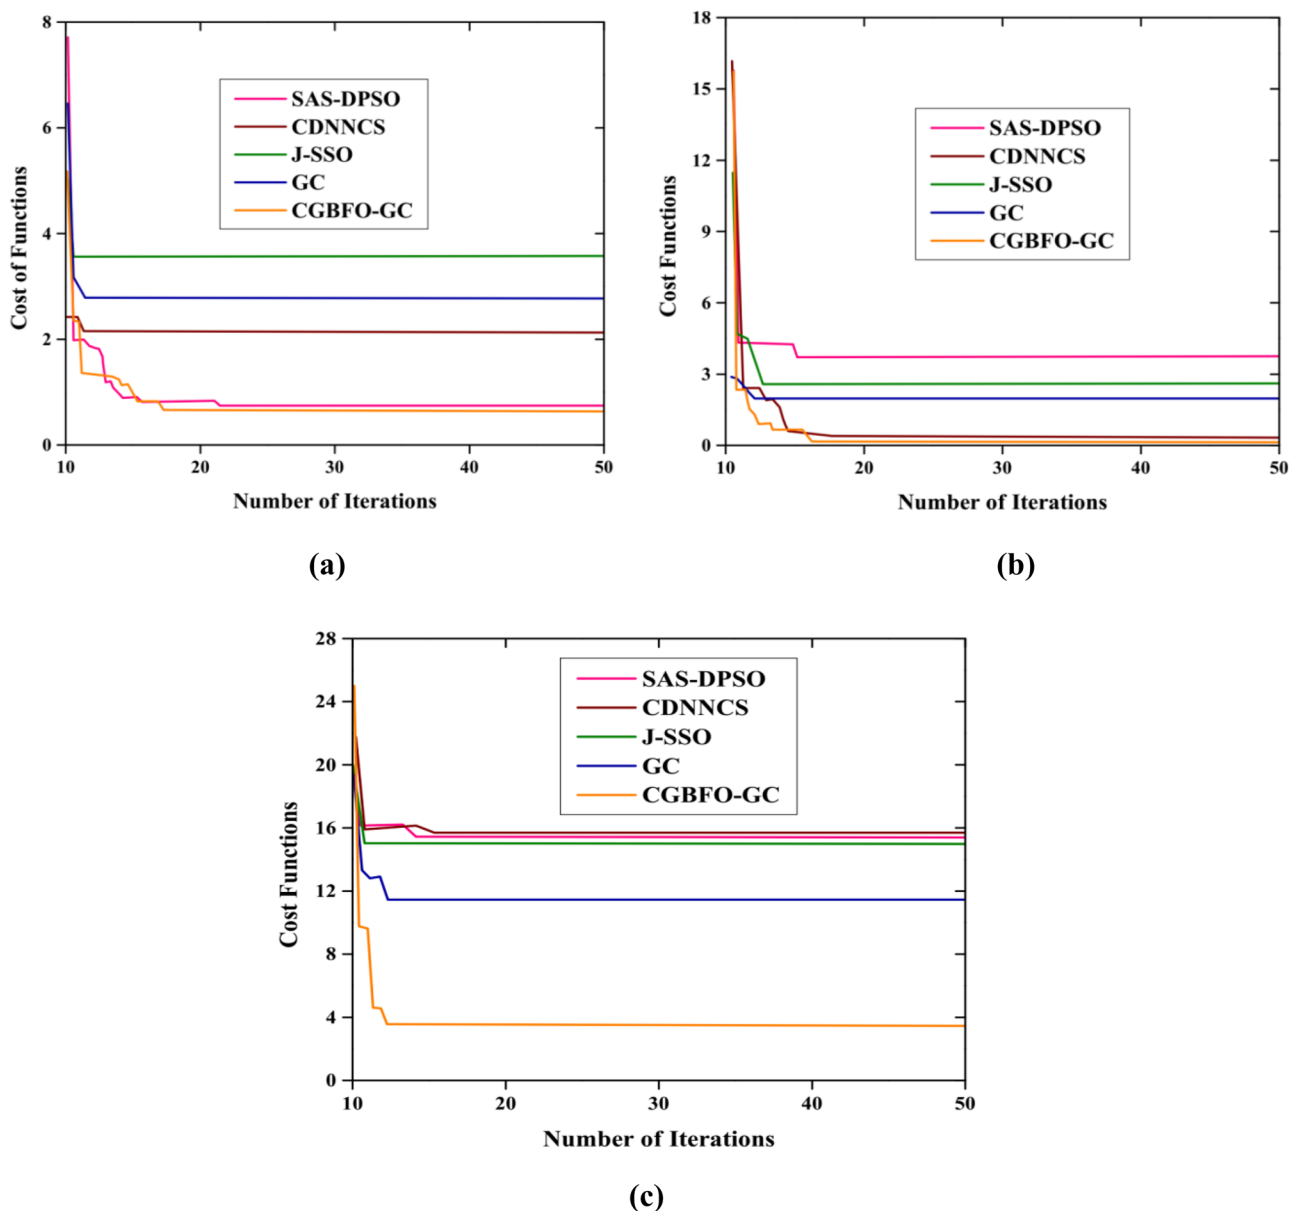 8
6
4
2
0
Cost of Functions
SAS-DPSO
CDNNCS
J-SSO
GC
CGBFO-GC
10 20 30 40 50
Number of Iterations
(a)
18
15
12
9
6
3
0
Cost Functions
SAS-DPSO
CDNNCS
J-SSO
GC
CGBFO-GC
10 20 30 40 50
Number of Iterations
(b)
28
24
20
16
12
8
4
0
Cost Functions
SAS-DPSO
CDNNCS
J-SSO
GC
CGBFO-GC
10 20 30 40 50
Number of Iterations
(c)